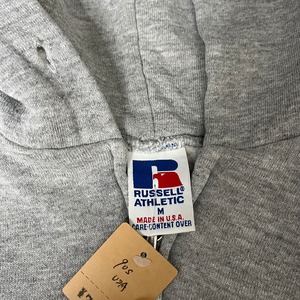 RUSSELL
ATHLETIC
M
MADE IN U.S.A.
CARE·CONTENT OVER
90s
USA